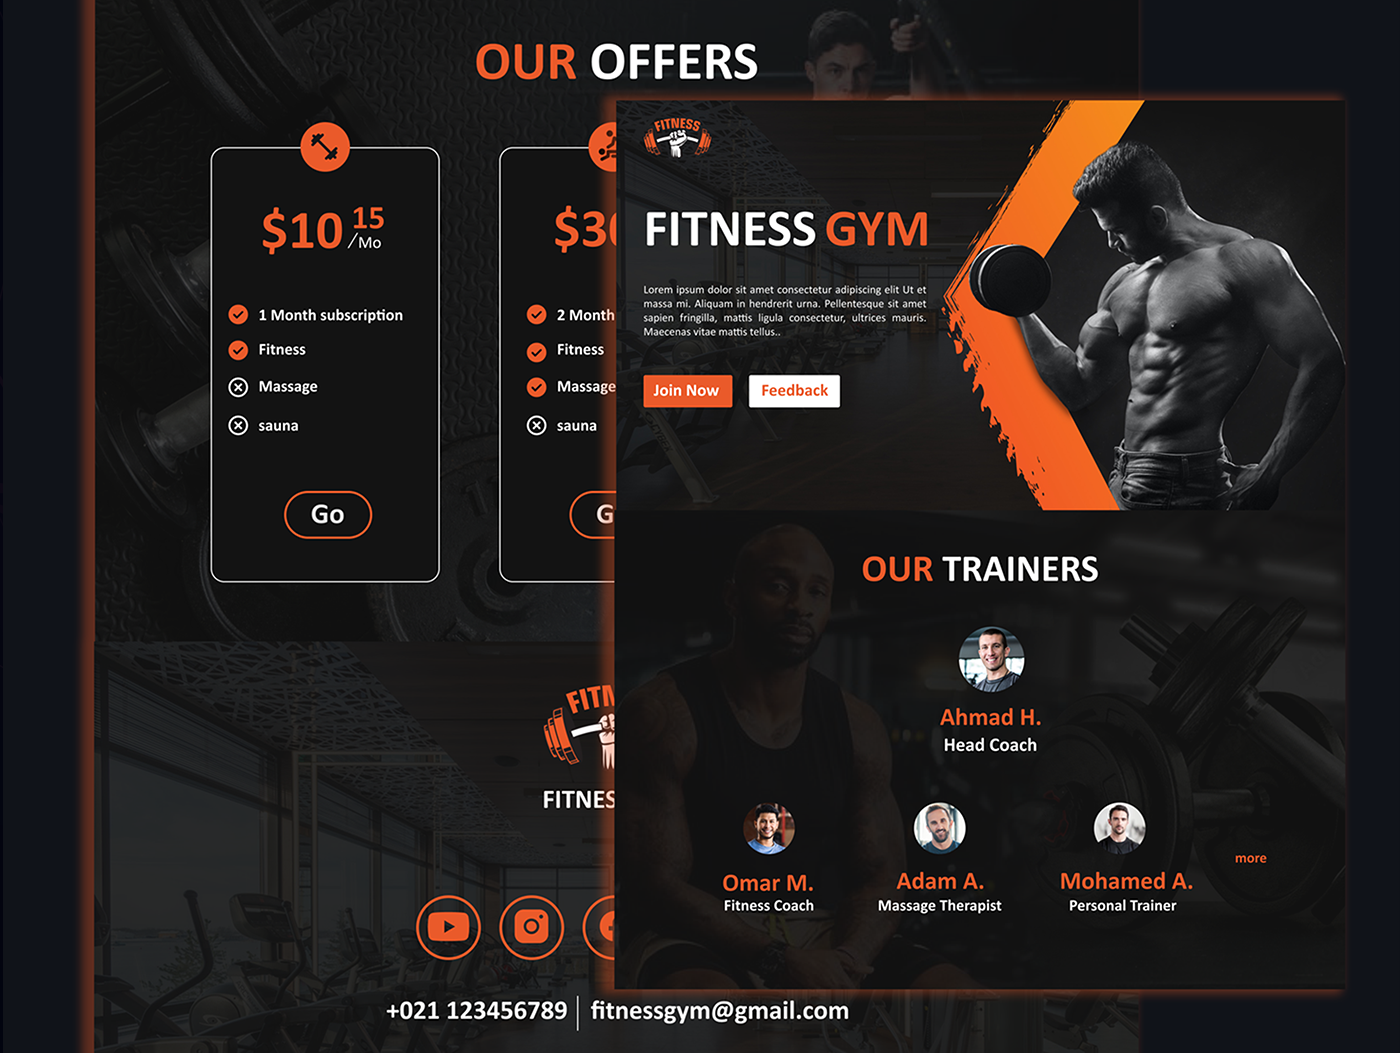 OUR OFFERS
$10 15
/Mo
1 Month subscription
Fitness
Massage
sauna
Go
$3
2 Month
Fitness
Massage
sauna
G
FITNESS
FITNESS GYM
Lorem ipsum dolor sit amet consectetur adipiscing elit Ut et
massa mi. Aliquam in hendrerit urna. Pellentesque sit amet
sapien fringilla, mattis ligula consectetur, ultrices mauris.
Maecenas vitae mattis tellus..
Join Now
Feedback
OUR TRAINERS
Ahmad H.
Head Coach
Omar M.
Fitness Coach
Adam A.
Massage Therapist
Mohamed A.
Personal Trainer
more
FITN
FITNES
+021 123456789 | fitnessgym@gmail.com